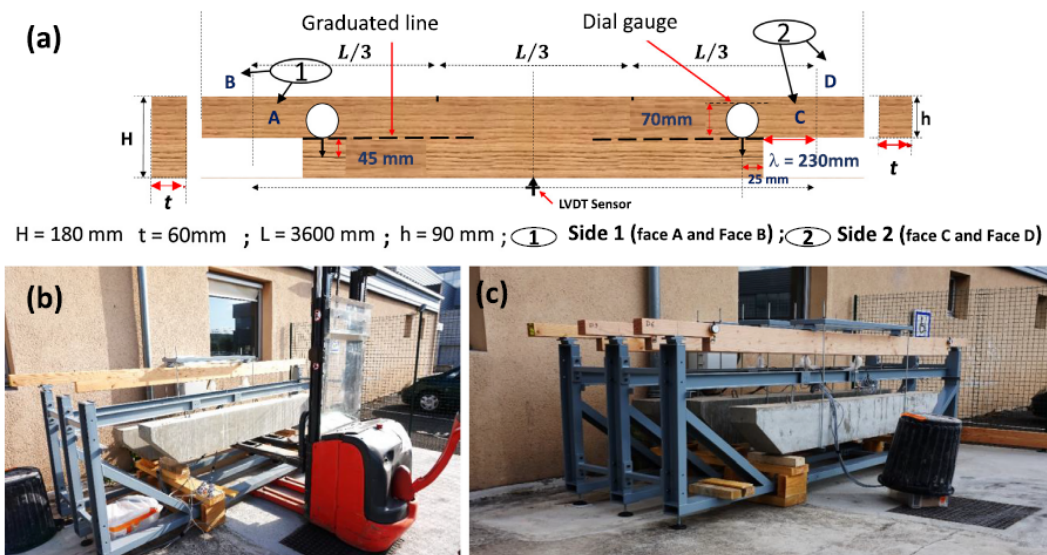 (a)
Graduated line
Dial gauge
2
L/3
L/3
L/3
B
1
D
A
C
H
70mm
h
45 mm
λ = 230mm
t
25 mm
t
LVDT Sensor
H = 180 mm t = 60mm ; L = 3600 mm ; h = 90 mm ; 1 Side 1 (face A and Face B) ; 2 Side 2 (face C and Face D)
(b)
(c)